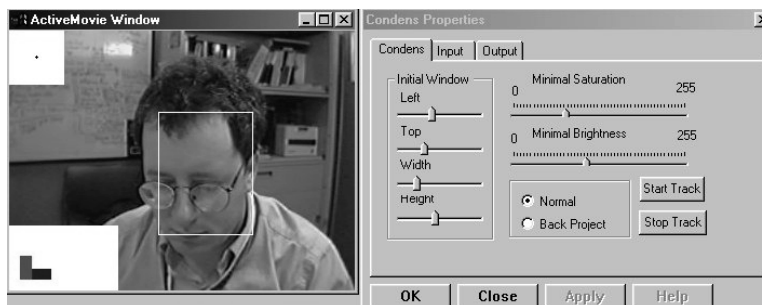 ActiveMovie Window
Condens Properties
Condens Input Output
Initial Window
Left
Top
Width
Height
0 Minimal Saturation 255
0 Minimal Brightness 255
Normal
Back Project
Start Track
Stop Track
OK Close Apply Help